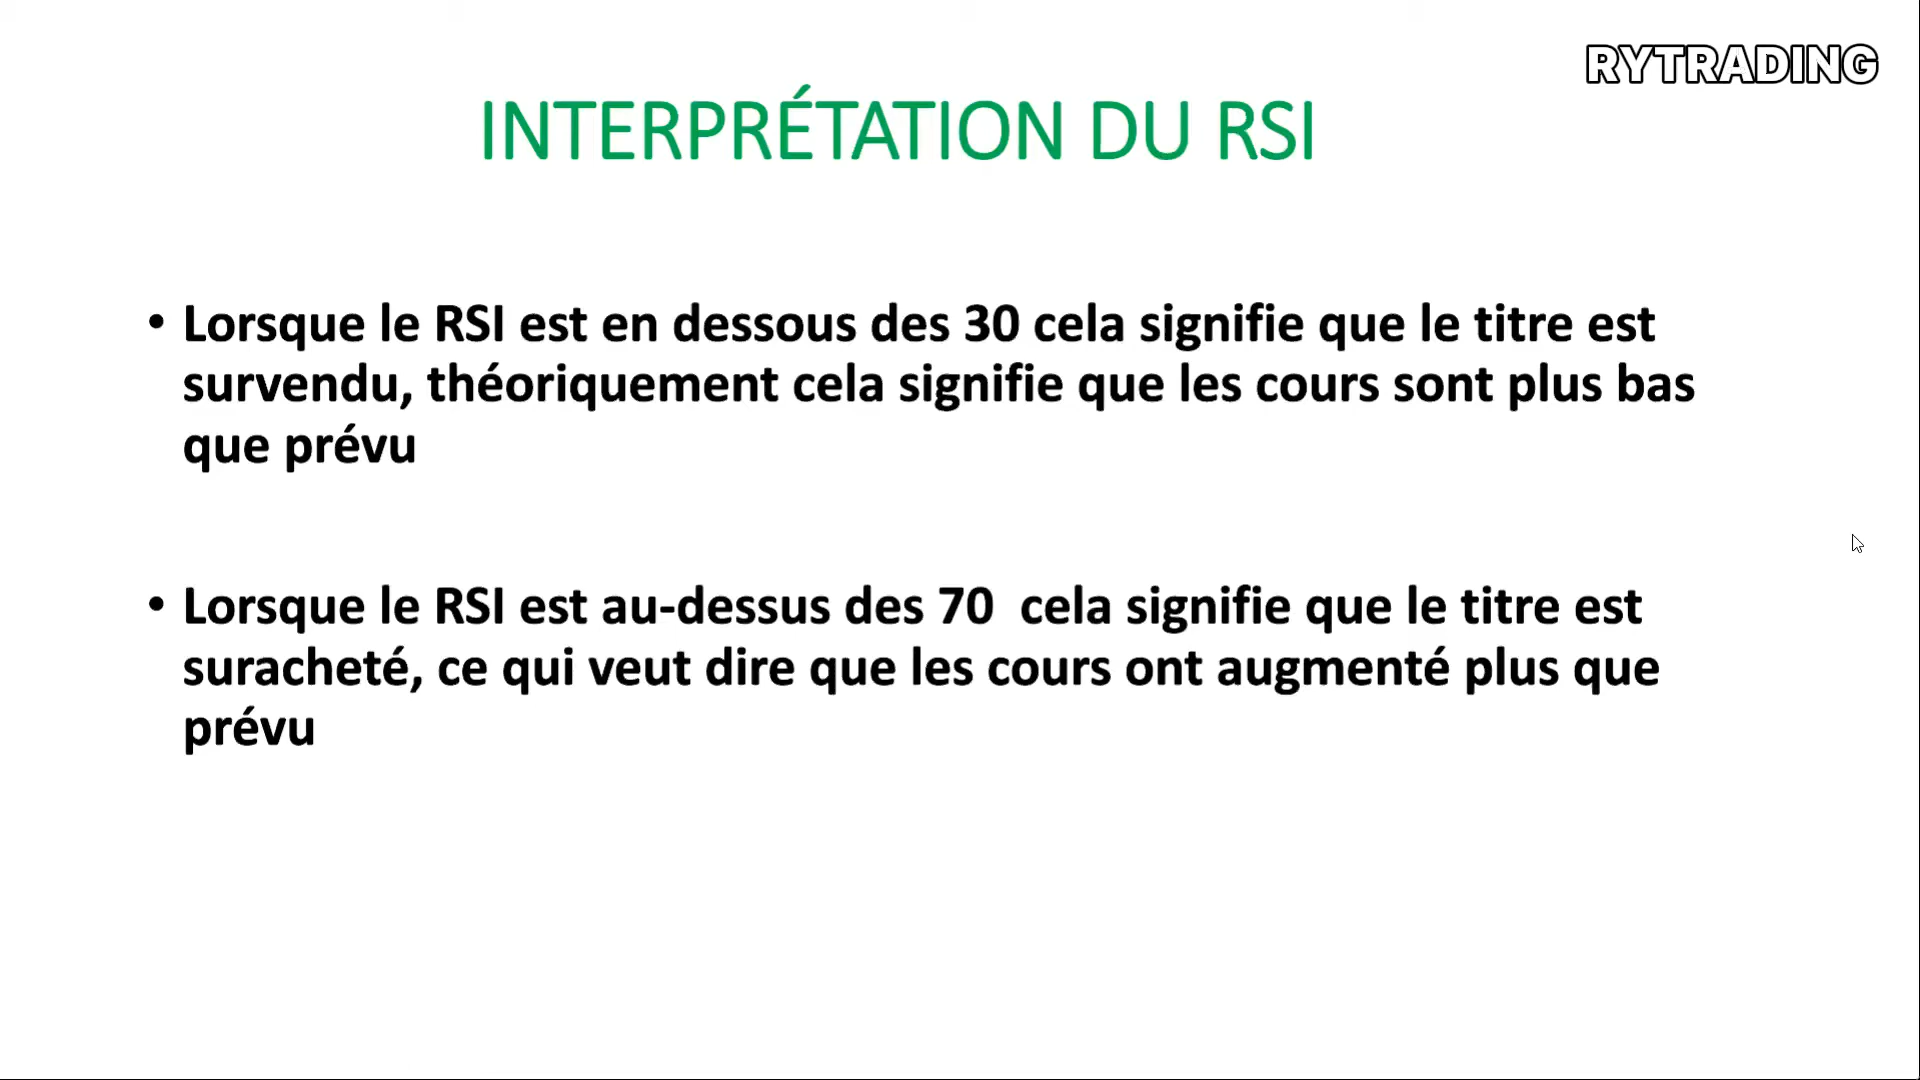 RYTRADING
INTERPRÉTATION DU RSI
• Lorsque le RSI est en dessous des 30 cela signifie que le titre est
survendu, théoriquement cela signifie que les cours sont plus bas
que prévu
• Lorsque le RSI est au-dessus des 70  cela signifie que le titre est
suracheté, ce qui veut dire que les cours ont augmenté plus que
prévu